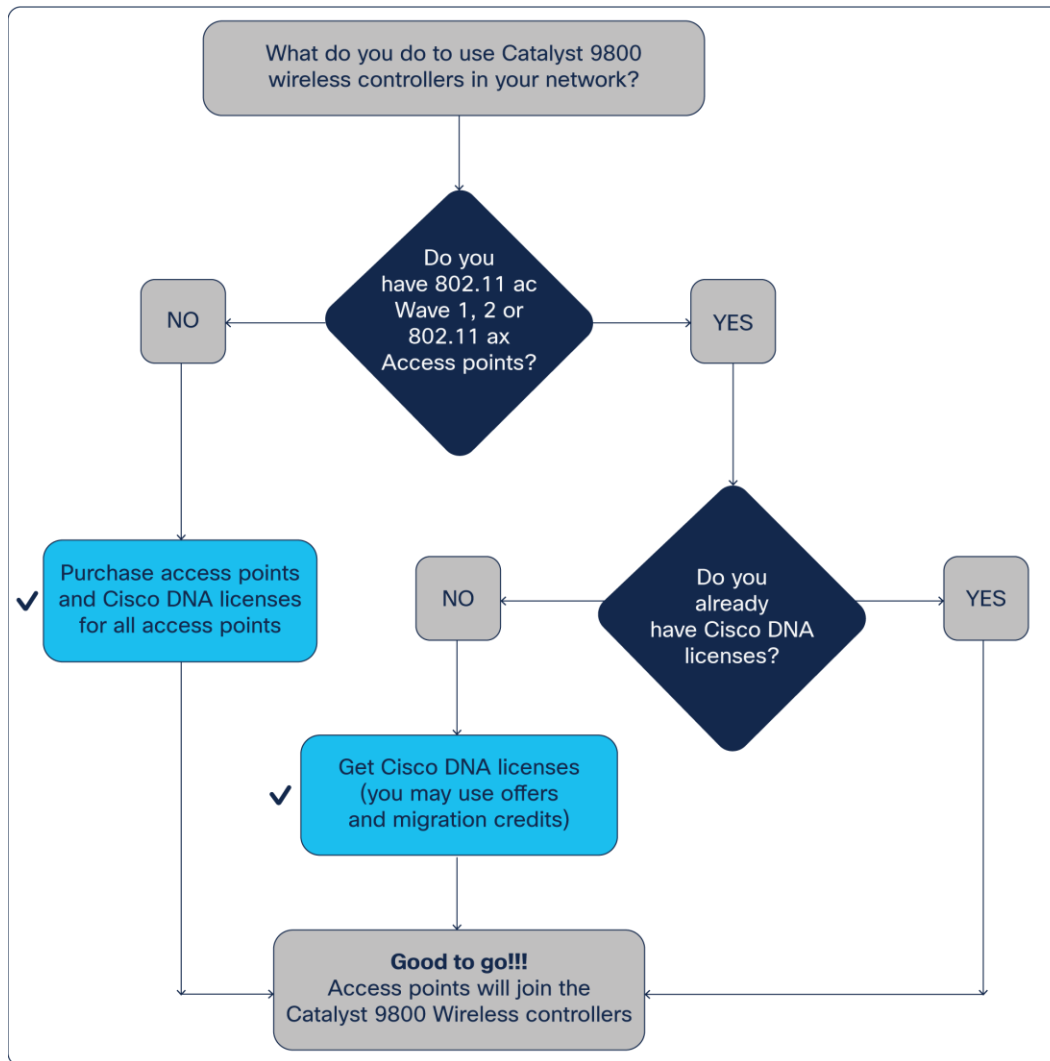 What do you do to use Catalyst 9800
wireless controllers in your network?
Do you
have 802.11 ac
Wave 1, 2 or
802.11 ax
Access points?
NO
YES
Purchase access points
and Cisco DNA licenses
for all access points
NO
Do you
already
have Cisco DNA
licenses?
YES
Get Cisco DNA licenses
(you may use offers
and migration credits)
Good to go!!!
Access points will join the
Catalyst 9800 Wireless controllers